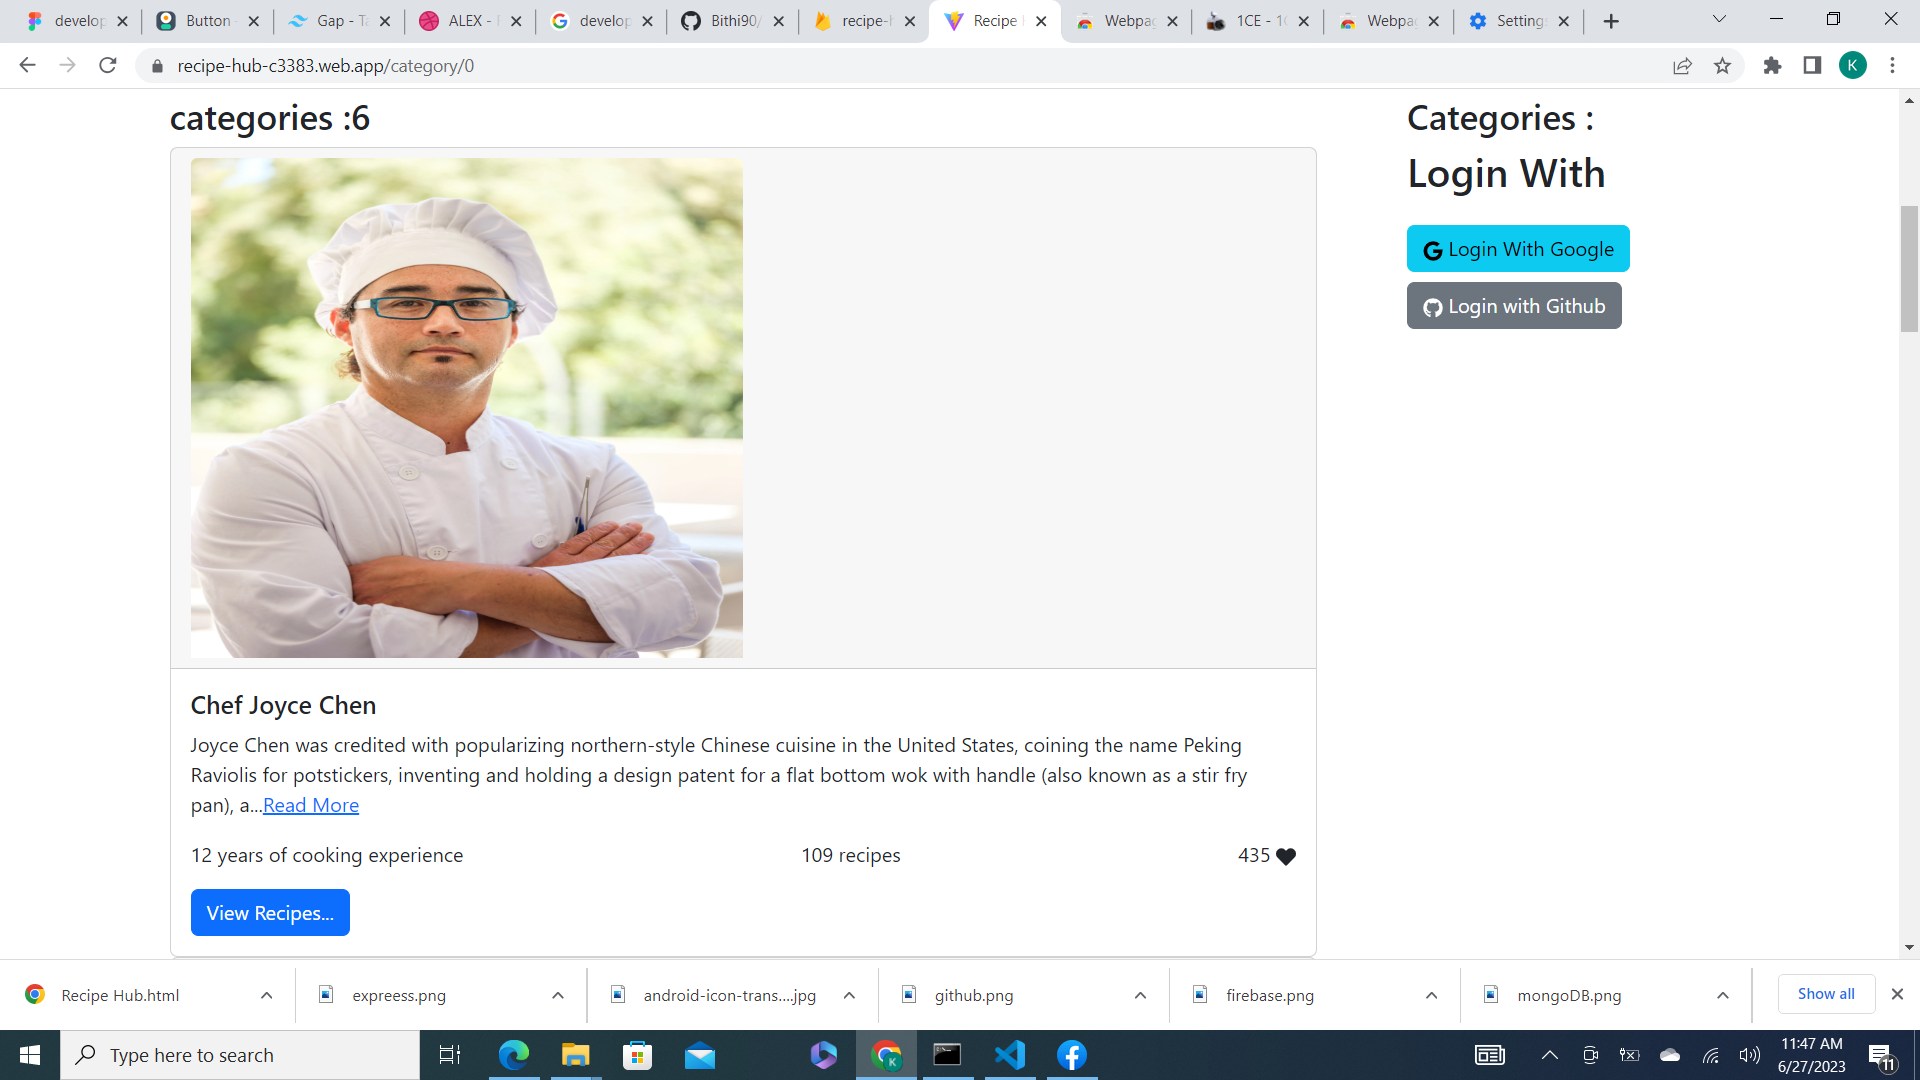 develop
Button
Gap - Ta
ALEX - F
develop
Bithi90/
recipe-h
Recipe H
Webpag
1CE - 1C
Webpag
Settings
recipe-hub-c3383.web.app/category/0
K
categories :6
Chef Joyce Chen
Joyce Chen was credited with popularizing northern-style Chinese cuisine in the United States, coining the name Peking
Raviolis for potstickers, inventing and holding a design patent for a flat bottom wok with handle (also known as a stir fry
pan), a...Read More
12 years of cooking experience
109 recipes
435
View Recipes...
Categories :
Login With
Login With Google
Login with Github
Recipe Hub.html
expreess.png
android-icon-trans....jpg
github.png
firebase.png
mongoDB.png
Show all
Type here to search
K
11:47 AM
6/27/2023
11